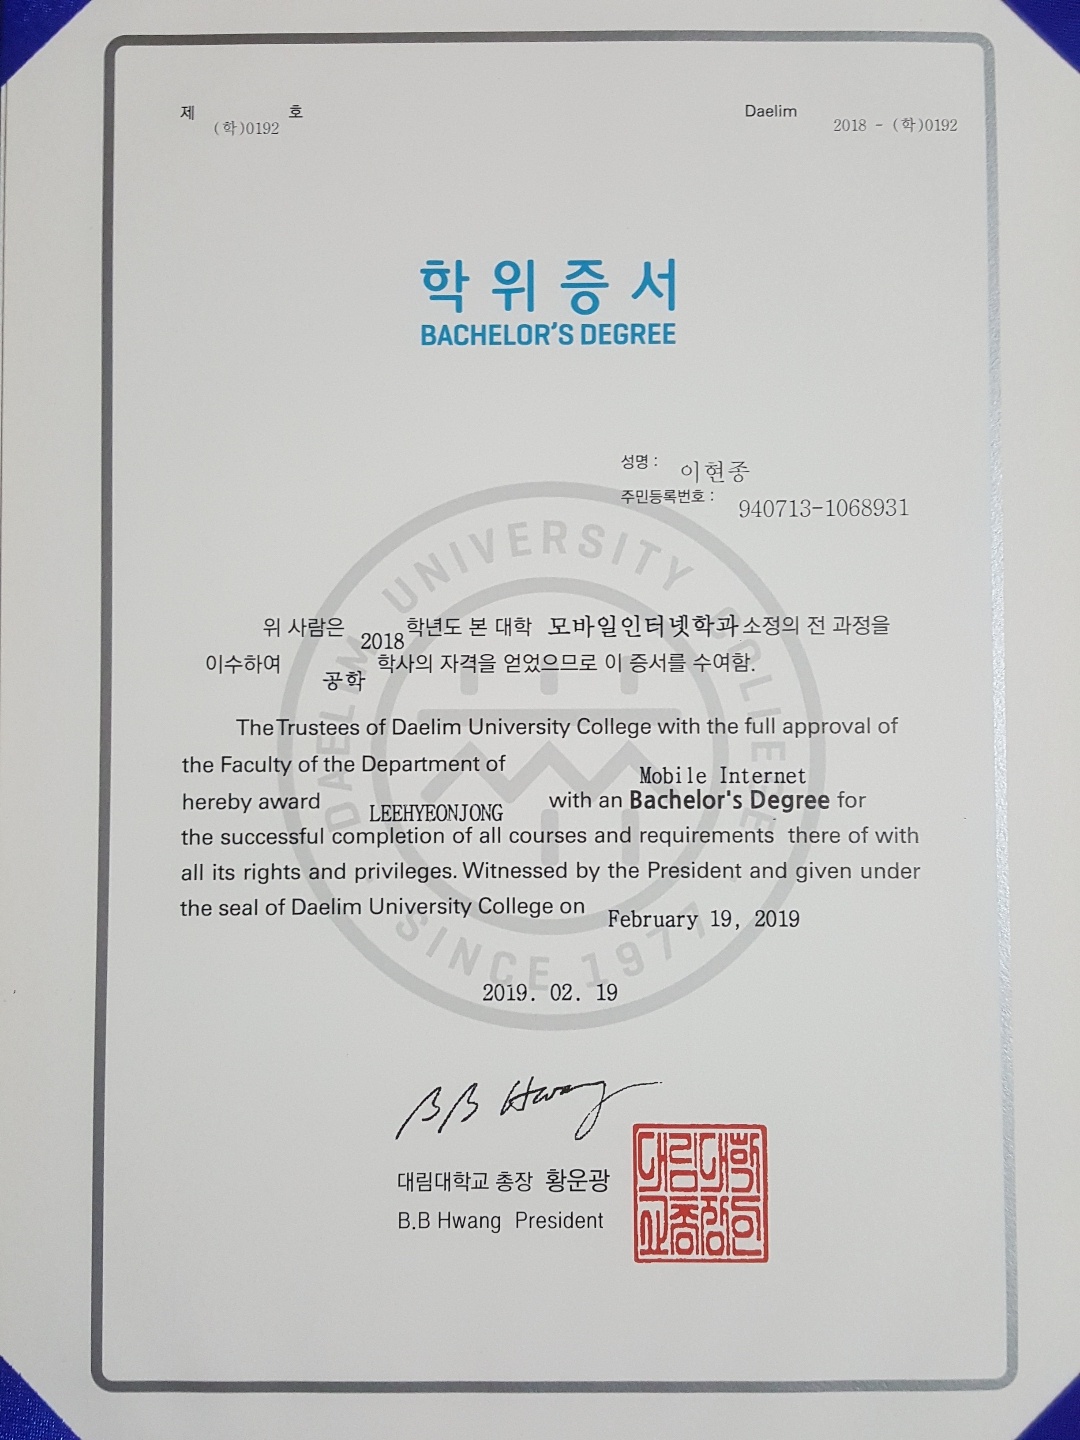 제 (학)0192 호 Daelim 2018 - (학)0192
학위증서
BACHELOR'S DEGREE
성명 : 이현종
주민등록번호 : 940713-1068931
위 사람은 2018 학년도 본 대학 모바일인터넷학과 소정의 전 과정을
이수하여 공학 학사의 자격을 얻었으므로 이 증서를 수여함.
The Trustees of Daelim University College with the full approval of
the Faculty of the Department of Mobile Internet
hereby award LEEHYEONJONG with an Bachelor's Degree for
the successful completion of all courses and requirements there of with
all its rights and privileges. Witnessed by the President and given under
the seal of Daelim University College on February 19, 2019
2019. 02. 19
DAELIM UNIVERSITY COLLEGE
SINCE 1977
B B Hwang
대림대학교 총장 황운광
B.B Hwang President
대림대학
교총장인